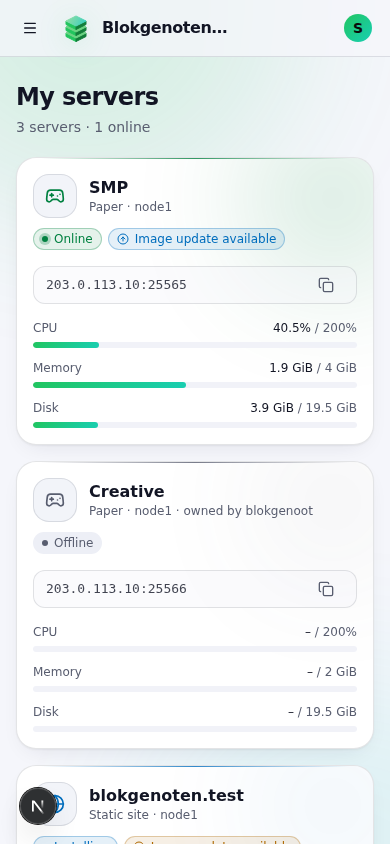 Blokgenoten...
S
My servers
3 servers · 1 online
SMP
Paper · node1
Online
Image update available
203.0.113.10:25565
CPU
40.5% / 200%
Memory
1.9 GiB / 4 GiB
Disk
3.9 GiB / 19.5 GiB
Creative
Paper · node1 · owned by blokgenoot
Offline
203.0.113.10:25566
CPU
– / 200%
Memory
– / 2 GiB
Disk
– / 19.5 GiB
N
blokgenoten.test
Static site · node1